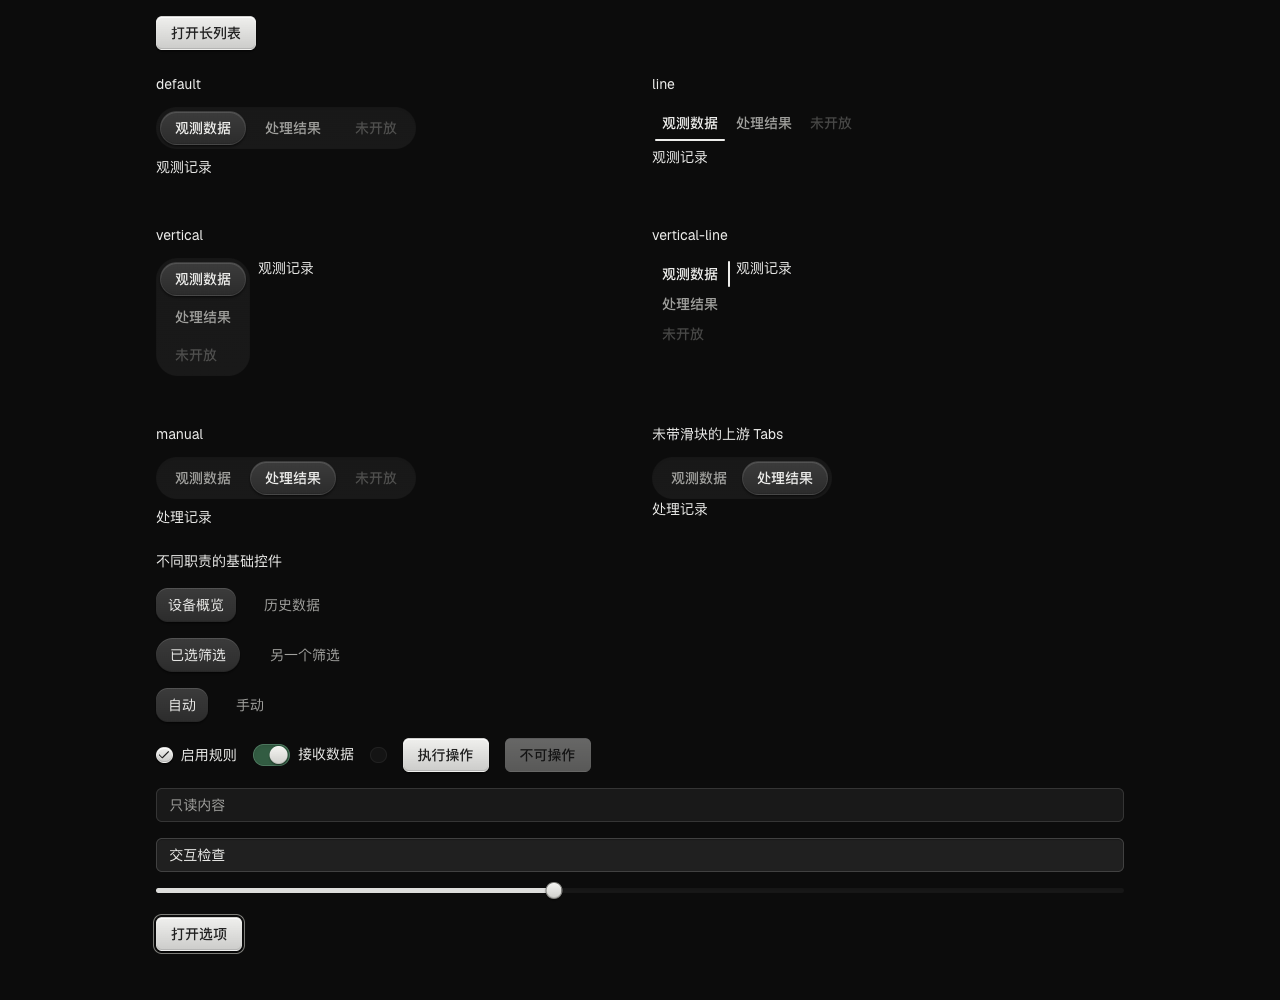 打开长列表
default
观测数据 处理结果 未开放
观测记录
line
观测数据 处理结果 未开放
观测记录
vertical
观测数据
处理结果
未开放
观测记录
vertical-line
观测数据
处理结果
未开放
观测记录
manual
观测数据 处理结果 未开放
处理记录
未带滑块的上游 Tabs
观测数据 处理结果
处理记录
不同职责的基础控件
设备概览 历史数据
已选筛选 另一个筛选
自动 手动
启用规则 接收数据 执行操作 不可操作
只读内容
交互检查
打开选项